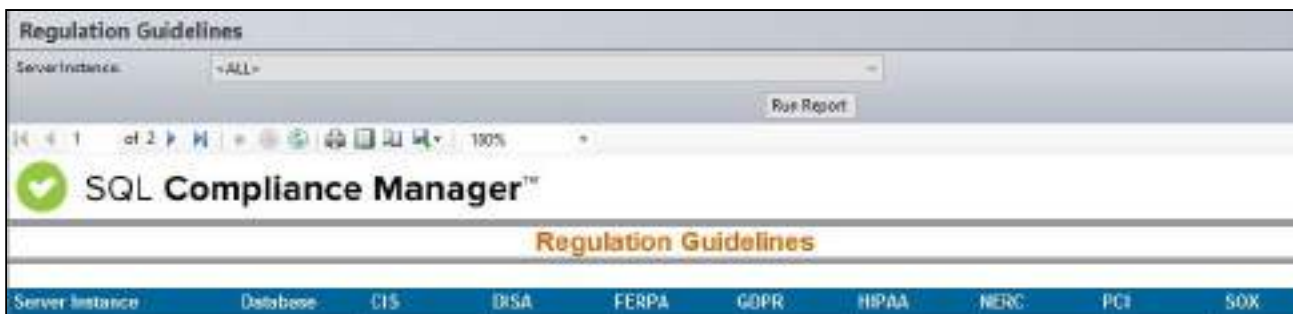 Regulation Guidelines
Server Instance: <ALL>
Run Report
1 of 2 100%
SQL Compliance Manager™
Regulation Guidelines
Server Instance Database CIS DISA FERPA GDPR HIPAA NERC PCI SOX